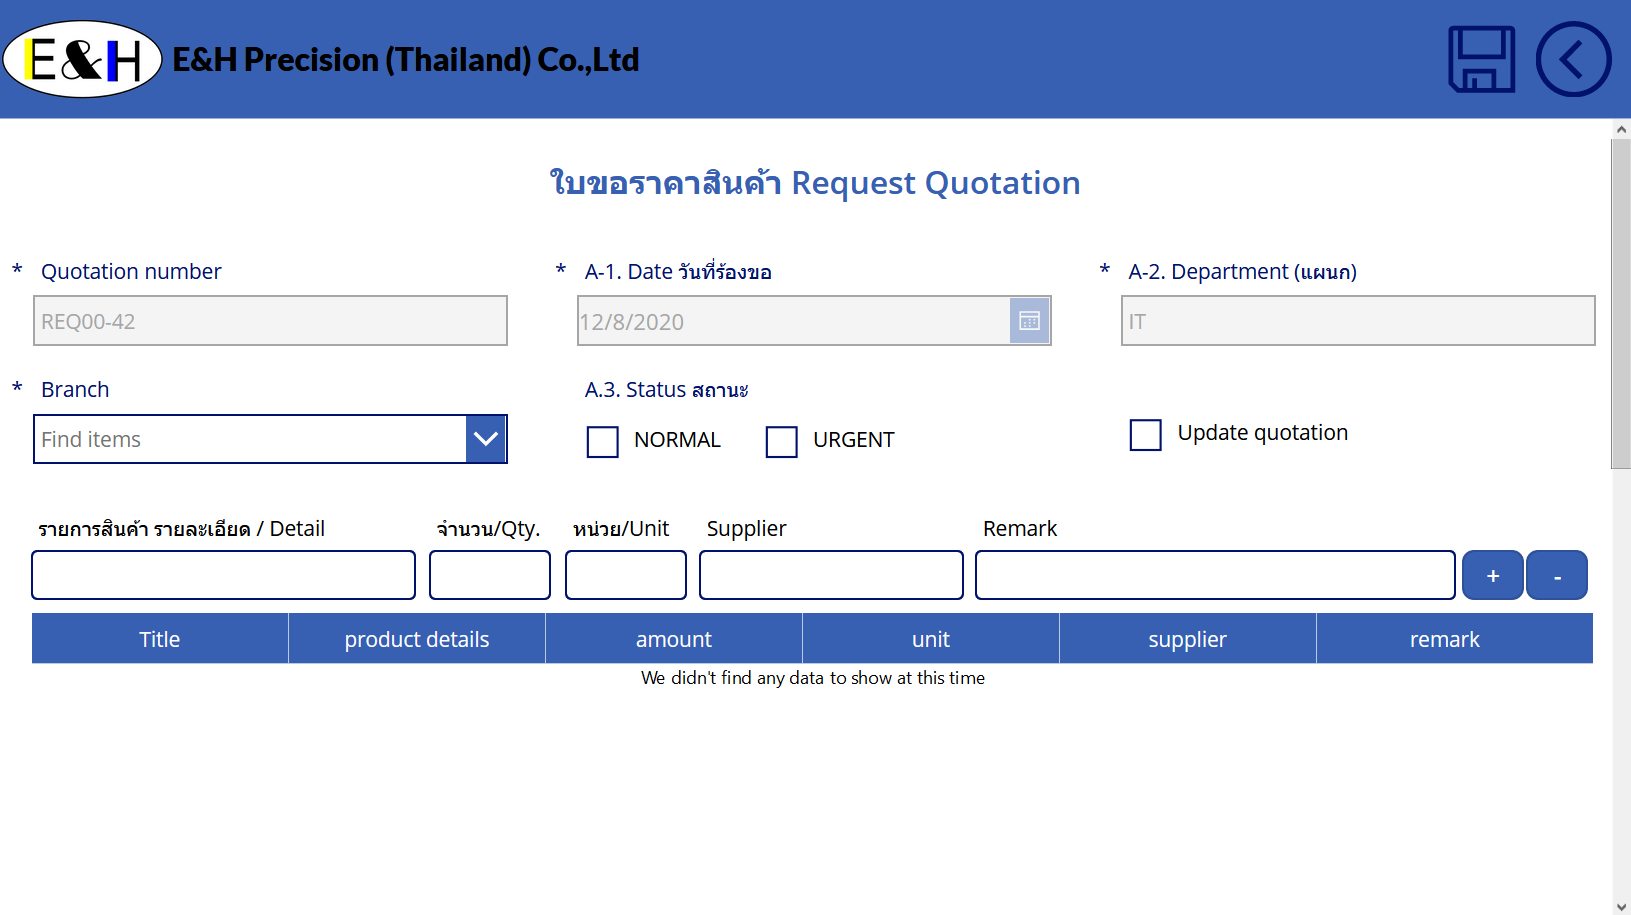 E&H E&H Precision (Thailand) Co.,Ltd
ใบขอราคาสินค้า Request Quotation
* Quotation number * A-1. Date วันที่ร้องขอ * A-2. Department (แผนก)
REQ00-42 12/8/2020 IT
* Branch A.3. Status สถานะ
Find items NORMAL URGENT Update quotation
รายการสินค้า รายละเอียด / Detail จำนวน/Qty. หน่วย/Unit Supplier Remark
+ -
Title product details amount unit supplier remark
We didn't find any data to show at this time